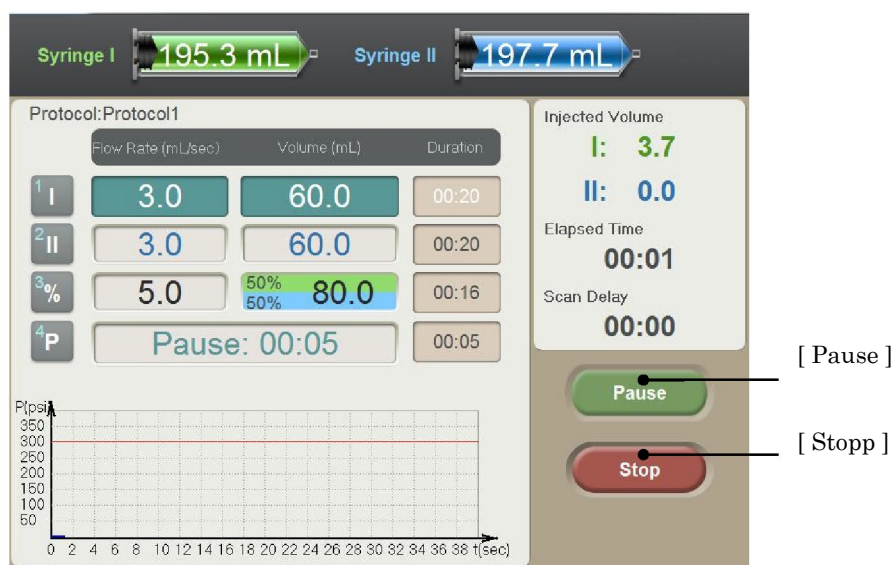 Syringe I 195.3 mL Syringe II 197.7 mL
Protocol:Protocol1
Flow Rate (mL/sec) Volume (mL) Duration
1 I 3.0 60.0 00:20
2 II 3.0 60.0 00:20
3 % 5.0 50% 50% 80.0 00:16
4 P Pause: 00:05 00:05
Injected Volume
I: 3.7
II: 0.0
Elapsed Time
00:01
Scan Delay
00:00
Pause
[ Pause ]
Stop
[ Stopp ]
P(psi)
350
300
250
200
150
100
50
0 2 4 6 8 10 12 14 16 18 20 22 24 26 28 30 32 34 36 38 t(sec)